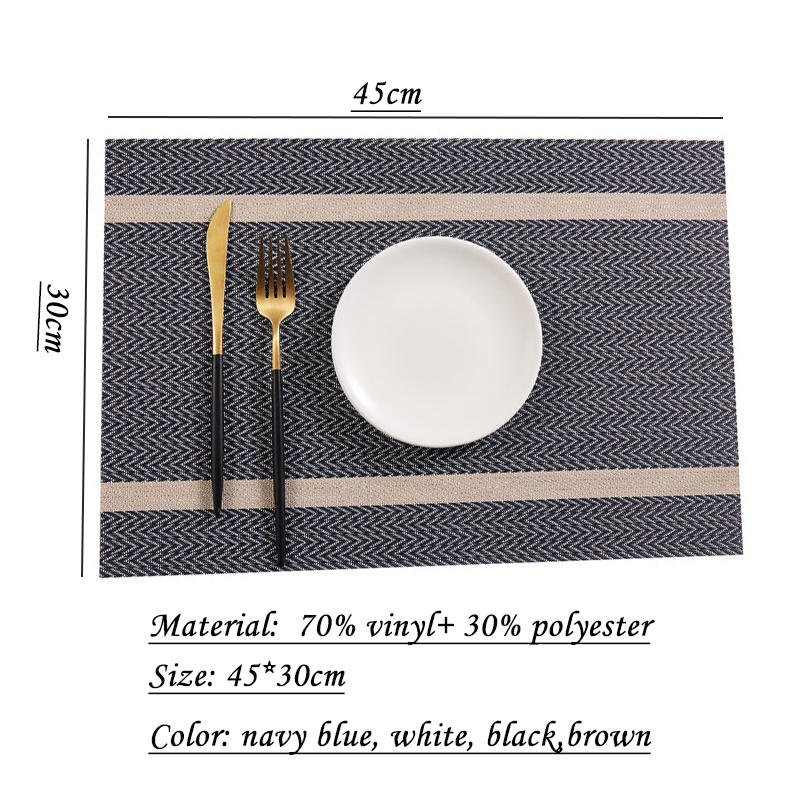 45cm
30cm
Material: 70% vinyl+ 30% polyester
Size: 45*30cm
Color: navy blue, white, black,brown